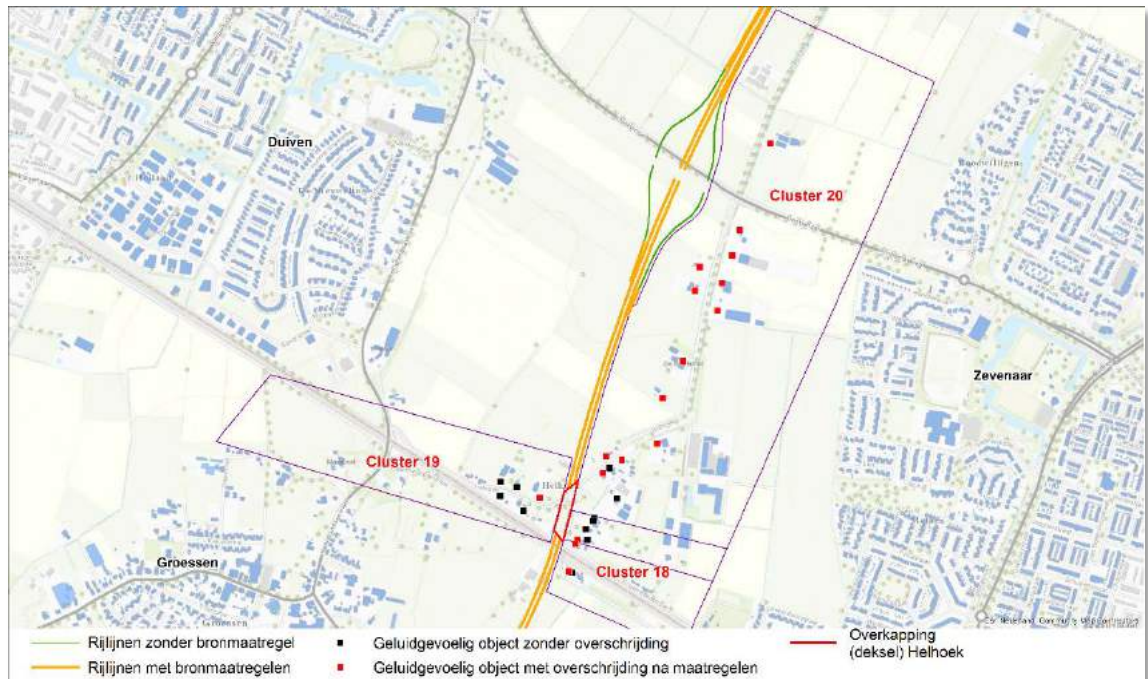 Duiven
Cluster 20
Zevenaar
Cluster 19
Groessen
Cluster 18
Rijlijnen zonder bronmaatregel
Geluidgevoelig object zonder overschrijding
Overkapping
(deksel) Helhoek
Rijlijnen met bronmaatregelen
Geluidgevoelig object met overschrijding na maatregelen